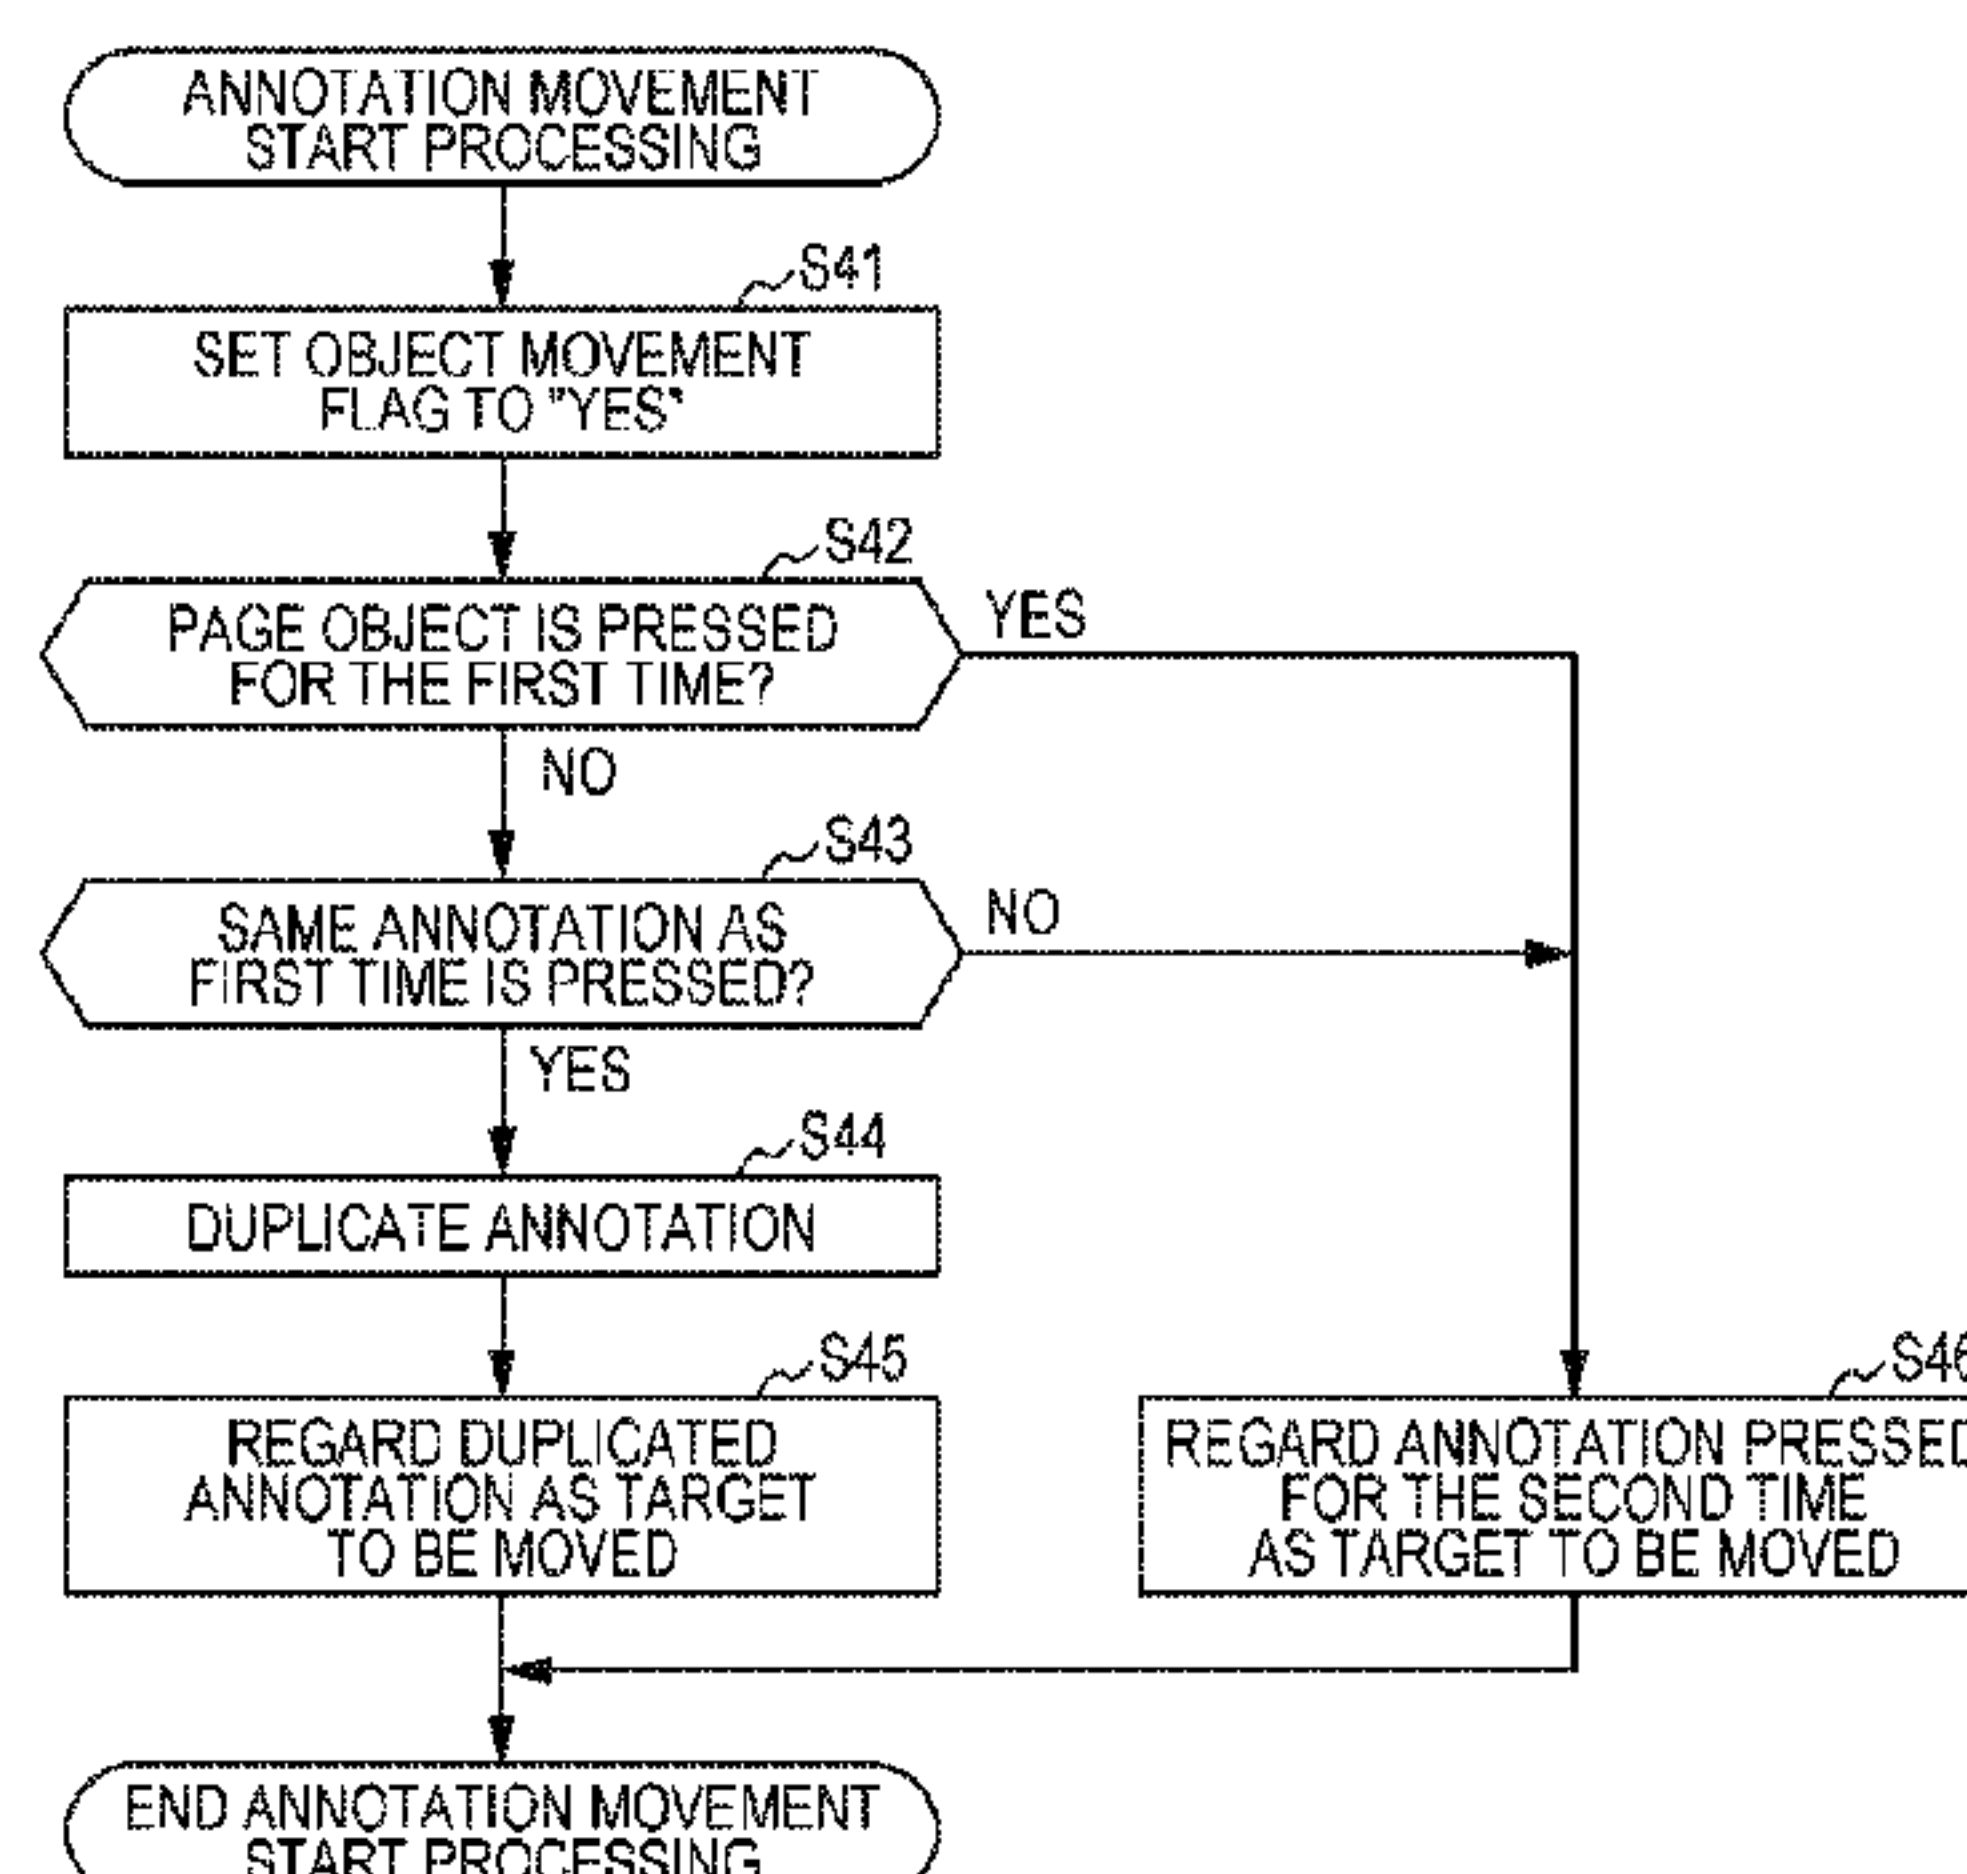 ANNOTATION MOVEMENT
START PROCESSING
S41
SET OBJECT MOVEMENT
FLAG TO "YES"
S42
PAGE OBJECT IS PRESSED
FOR THE FIRST TIME?
YES
NO
S43
SAME ANNOTATION AS
FIRST TIME IS PRESSED?
NO
YES
S44
DUPLICATE ANNOTATION
S45
REGARD DUPLICATED
ANNOTATION AS TARGET
TO BE MOVED
S46
REGARD ANNOTATION PRESSED
FOR THE SECOND TIME
AS TARGET TO BE MOVED
END ANNOTATION MOVEMENT
START PROCESSING